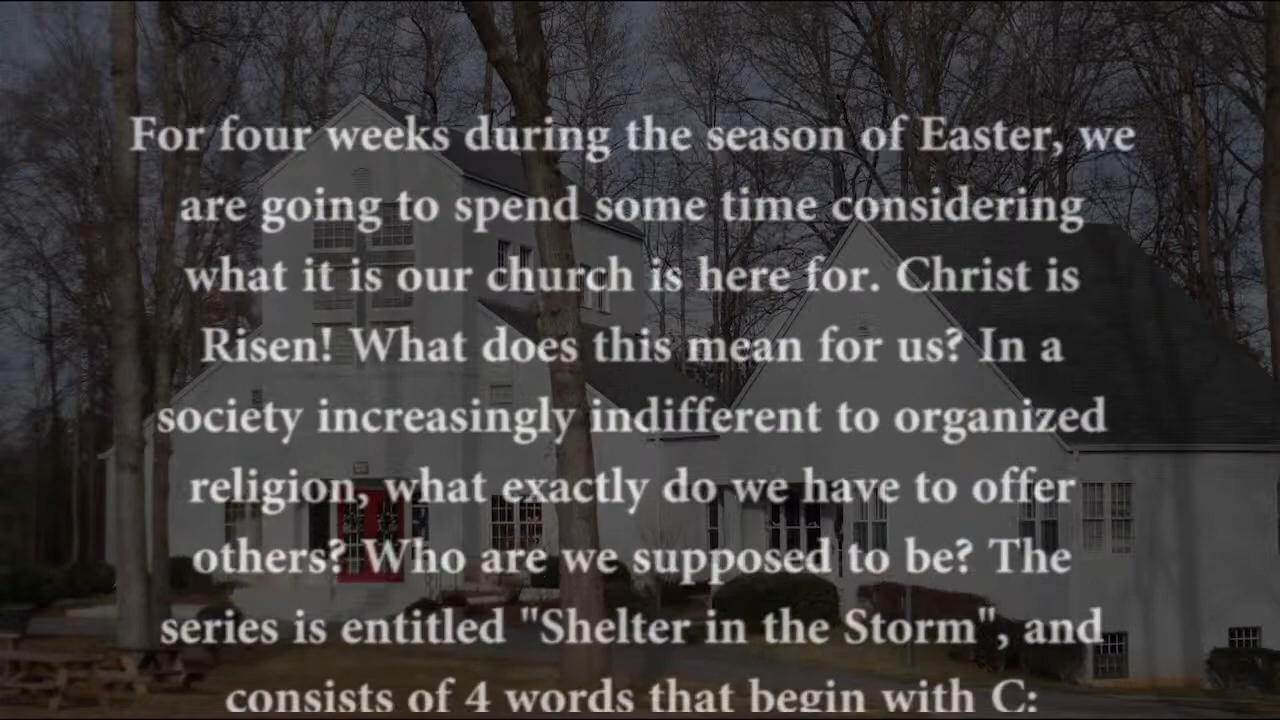 For four weeks during the season of Easter, we
are going to spend some time considering
what it is our church is here for. Christ is
Risen! What does this mean for us? In a
society increasingly indifferent to organized
religion, what exactly do we have to offer
others? Who are we supposed to be? The
series is entitled "Shelter in the Storm", and
consists of 4 words that begin with C: